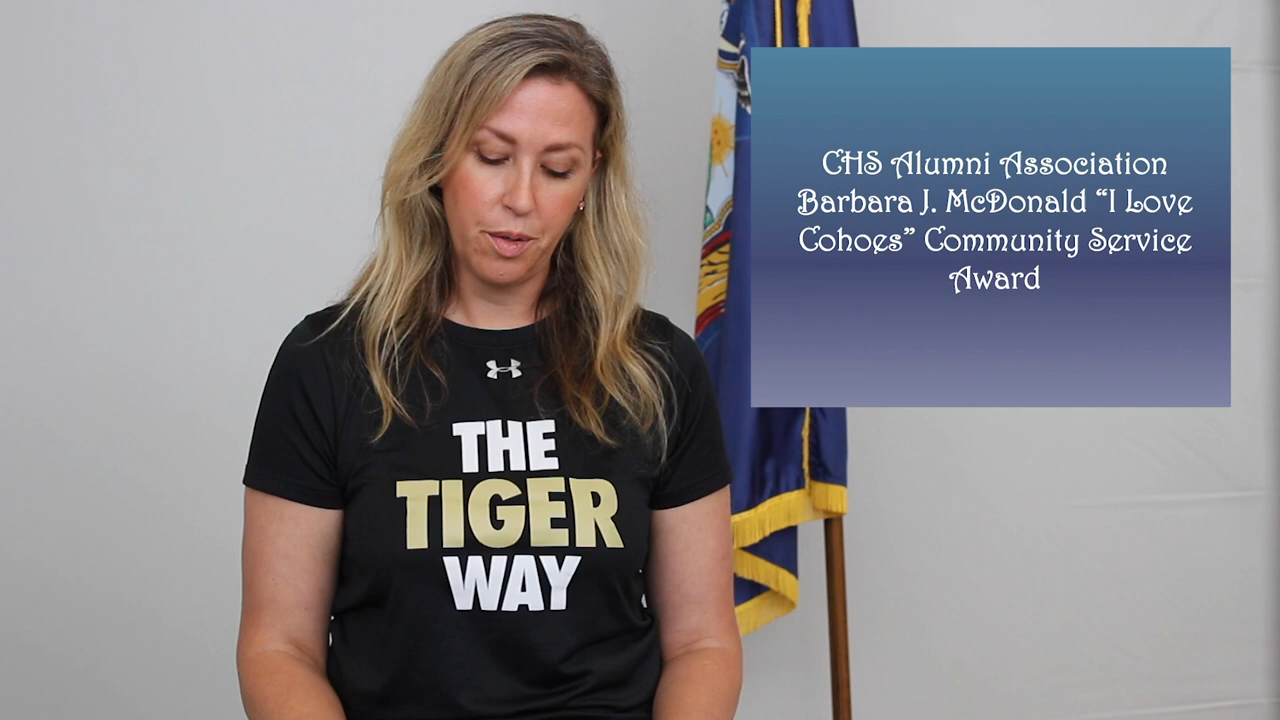 THE
TIGER
WAY
CHS Alumni Association
Barbara J. McDonald “I Love
Cohoes” Community Service
Award